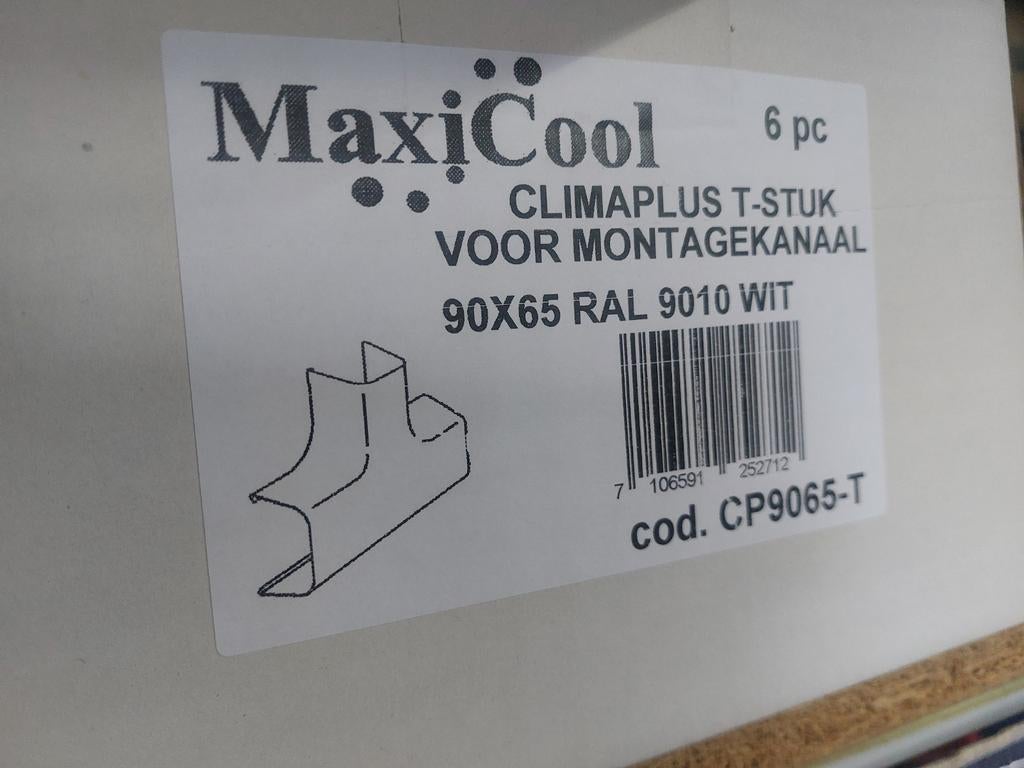 MaxiCool
6 pc
CLIMAPLUS T-STUK
VOOR MONTAGEKANAAL
90X65 RAL 9010 WIT
7 106591 252712
cod. CP9065-T